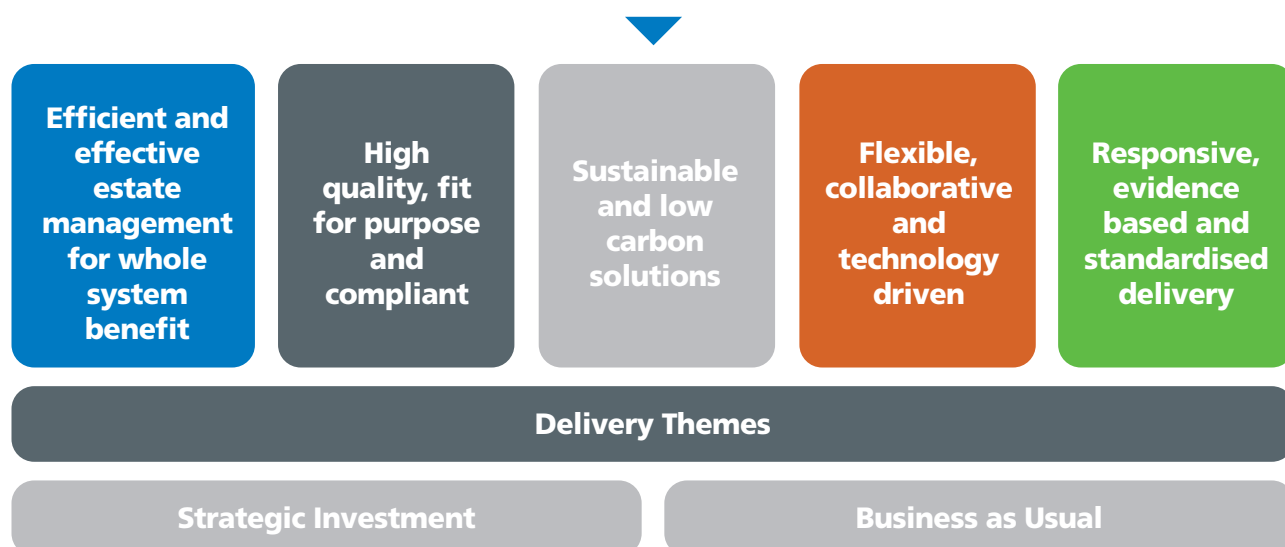 Efficient and
effective
estate
management
for whole
system
benefit
High
quality, fit
for purpose
and
compliant
Sustainable
and low
carbon
solutions
Flexible,
collaborative
and
technology
driven
Responsive,
evidence
based and
standardised
delivery
Delivery Themes
Strategic Investment
Business as Usual